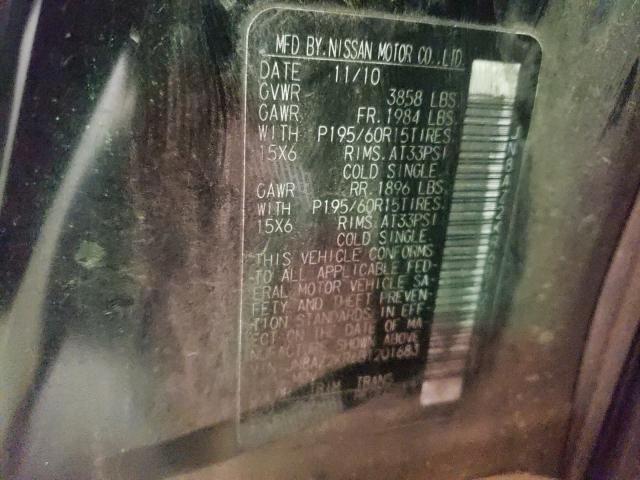 MFD BY NISSAN MOTOR CO.,LTD.
DATE 11/10
GVWR 3858 LBS
GAWR FR. 1984 LBS.
WITH P195/60R15TIRES.
15X6 RIMS. AT33PSI
COLD SINGLE.
GAWR RR. 1896 LBS.
WITH P195/60R15TIRES.
15X6 RIMS. AT33PSI
COLD SINGLE.
THIS VEHICLE CONFORMS
TO ALL APPLICABLE FED-
ERAL MOTOR VEHICLE SA-
FETY AND THEFT PREVEN-
TION STANDARDS IN EFF-
ECT ON THE DATE OF MA-
NUFACTURE SHOWN ABOVE
TRIM TRANS